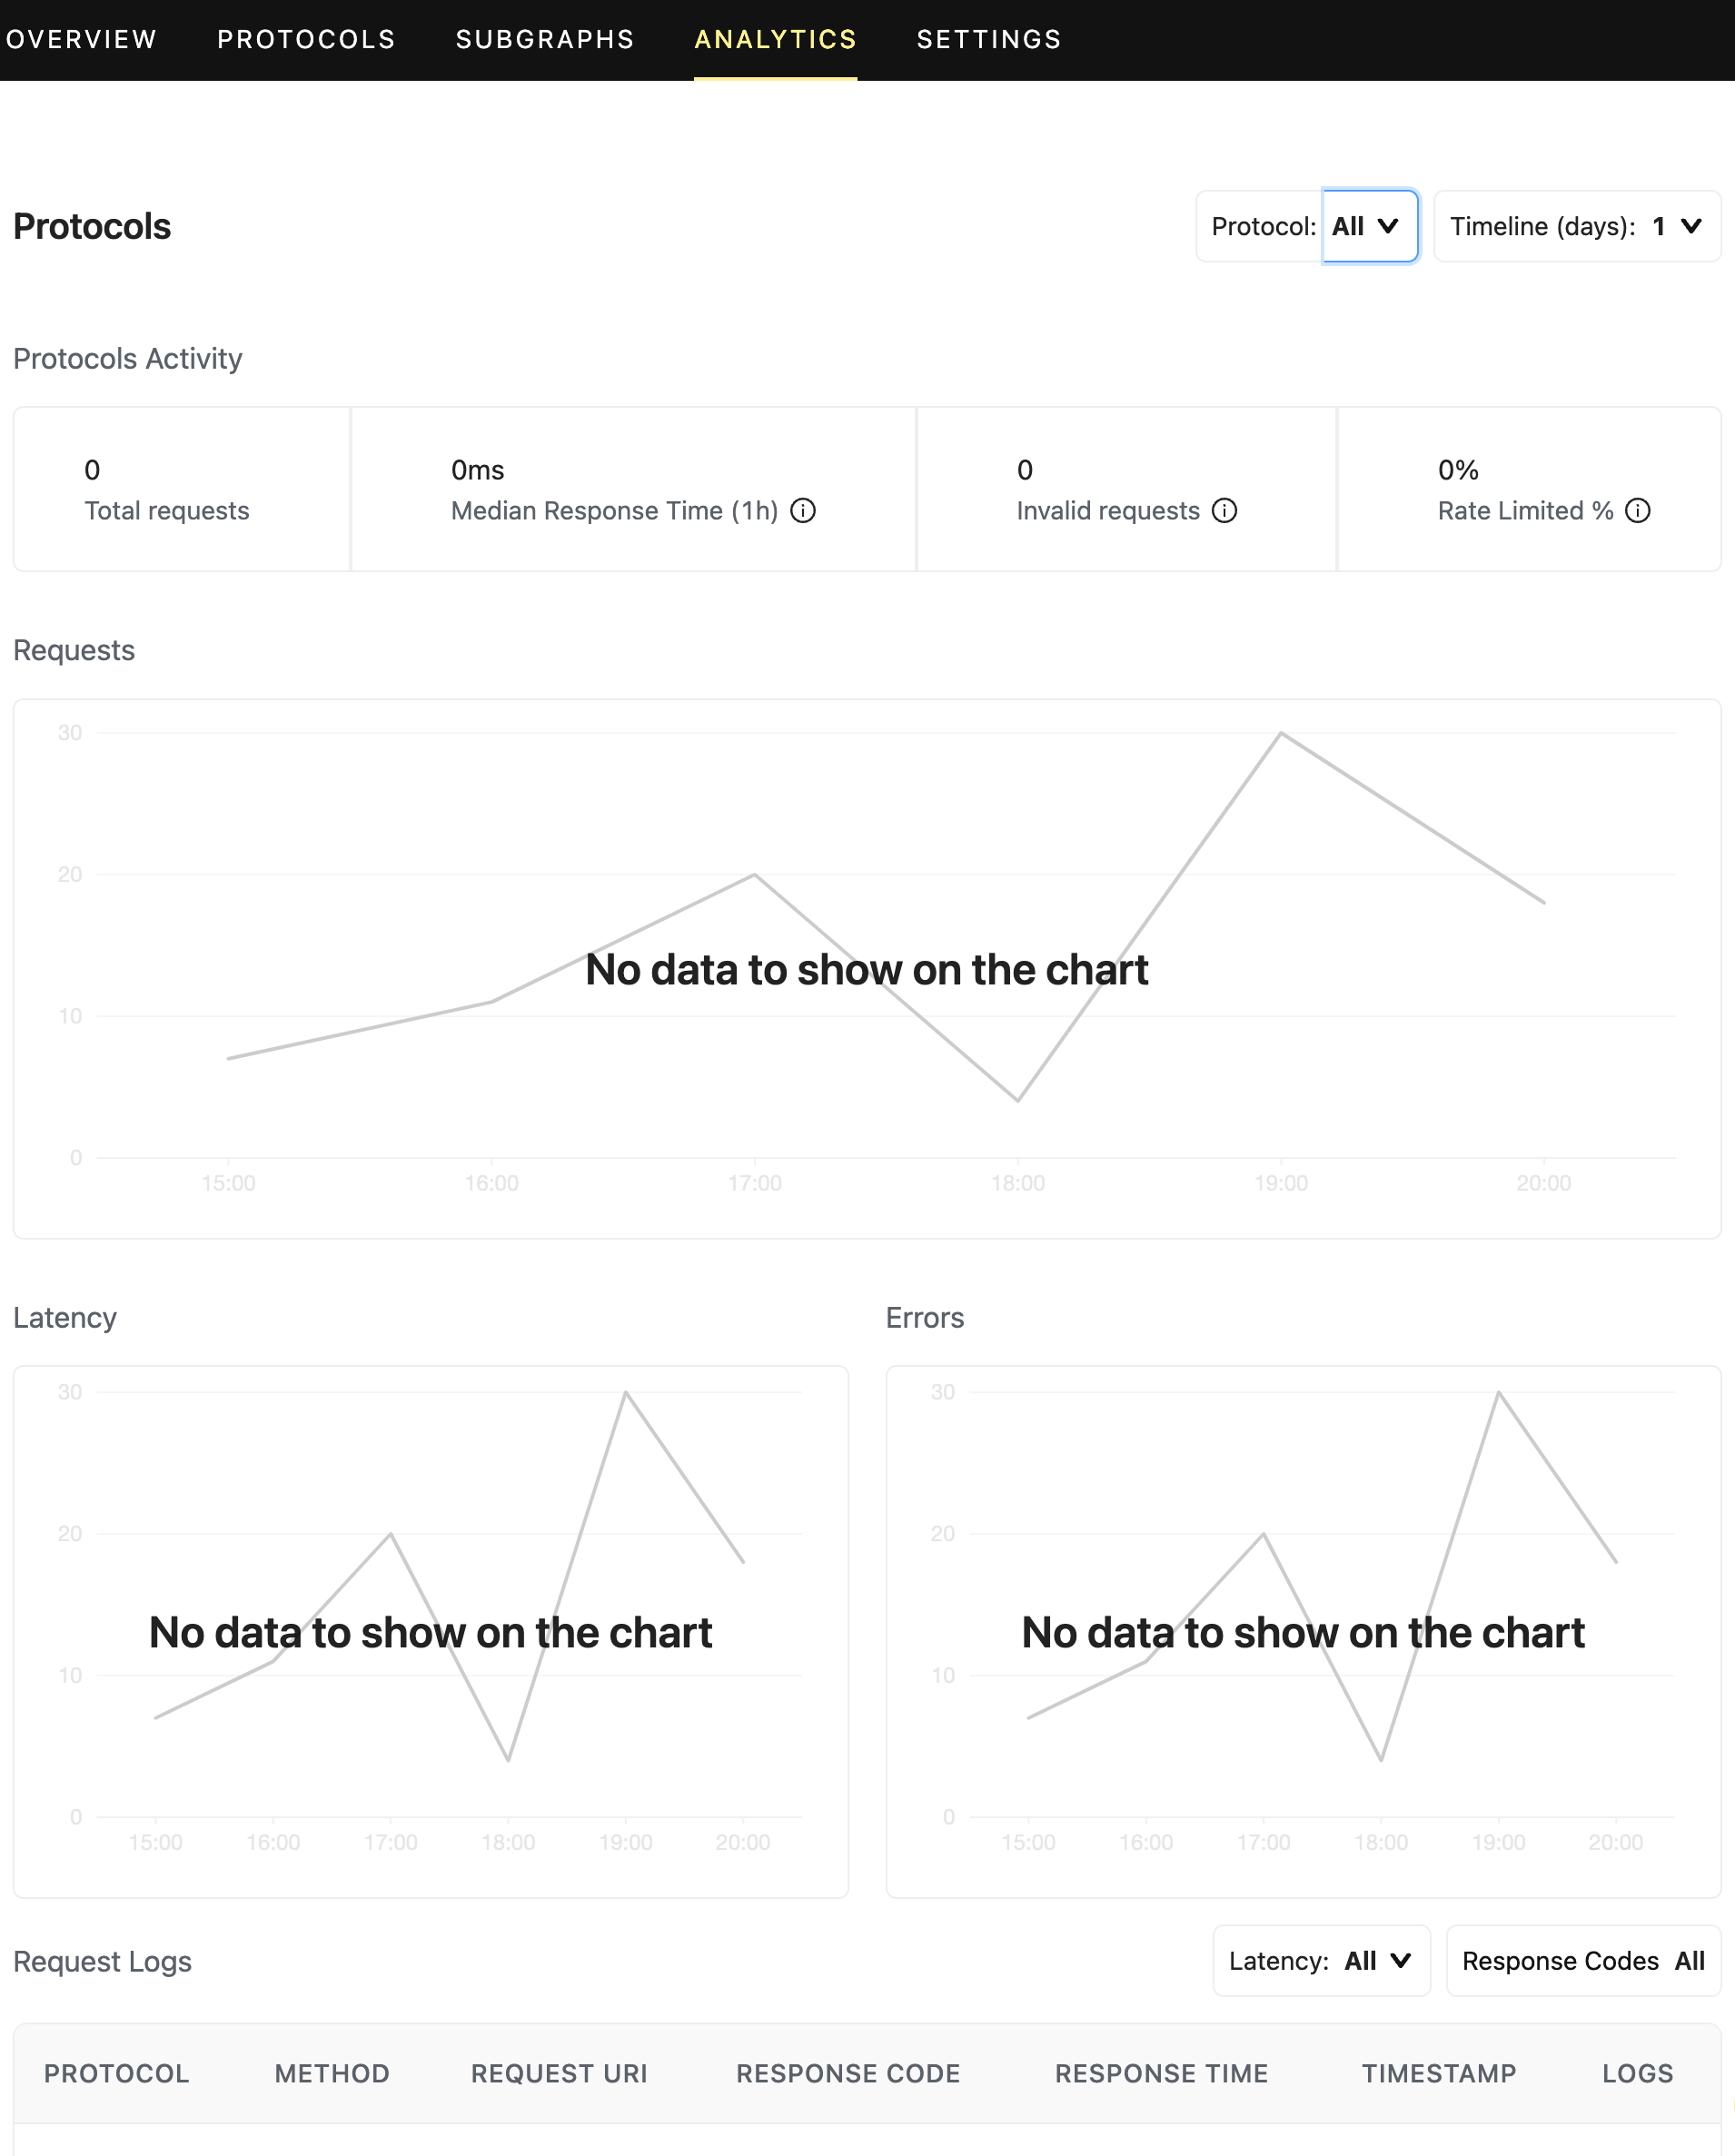 OVERVIEW PROTOCOLS SUBGRAPHS ANALYTICS SETTINGS
Protocols
Protocol: All
Timeline (days): 1
Protocols Activity
0
Total requests
0ms
Median Response Time (1h)
0
Invalid requests
0%
Rate Limited %
Requests
30
20
10
0
No data to show on the chart
15:00 16:00 17:00 18:00 19:00 20:00
Latency
30
20
10
0
No data to show on the chart
15:00 16:00 17:00 18:00 19:00 20:00
Errors
30
20
10
0
No data to show on the chart
15:00 16:00 17:00 18:00 19:00 20:00
Request Logs
Latency: All
Response Codes All
PROTOCOL METHOD REQUEST URI RESPONSE CODE RESPONSE TIME TIMESTAMP LOGS